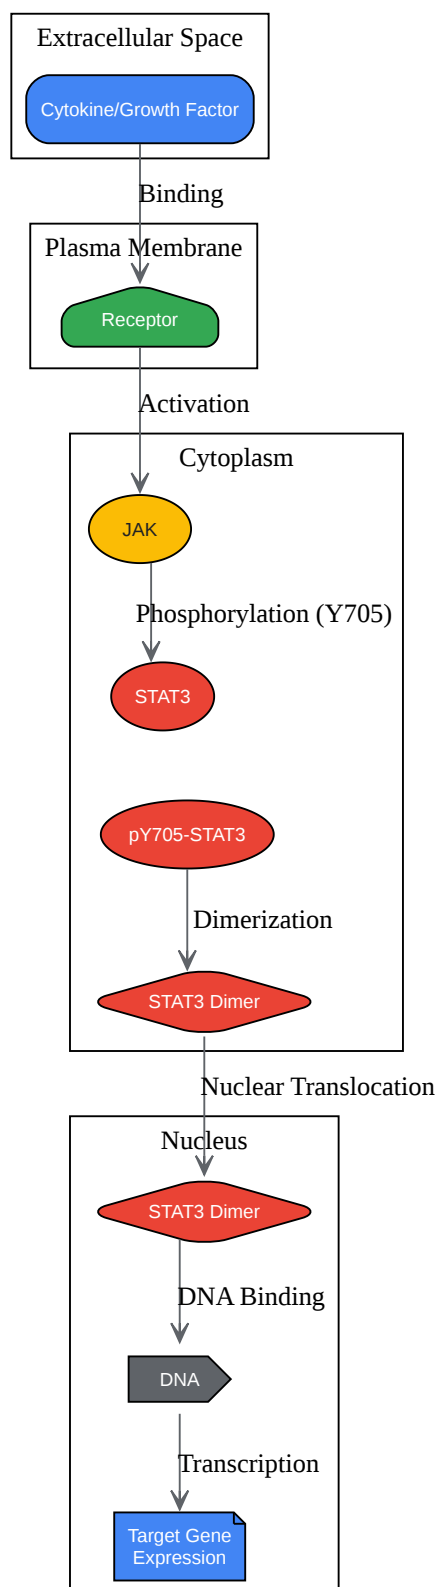 Extracellular Space
Cytokine/Growth Factor
Binding
Plasma Membrane
Receptor
Activation
Cytoplasm
JAK
Phosphorylation (Y705)
STAT3
pY705-STAT3
Dimerization
STAT3 Dimer
Nuclear Translocation
Nucleus
STAT3 Dimer
DNA Binding
DNA
Transcription
Target Gene
Expression